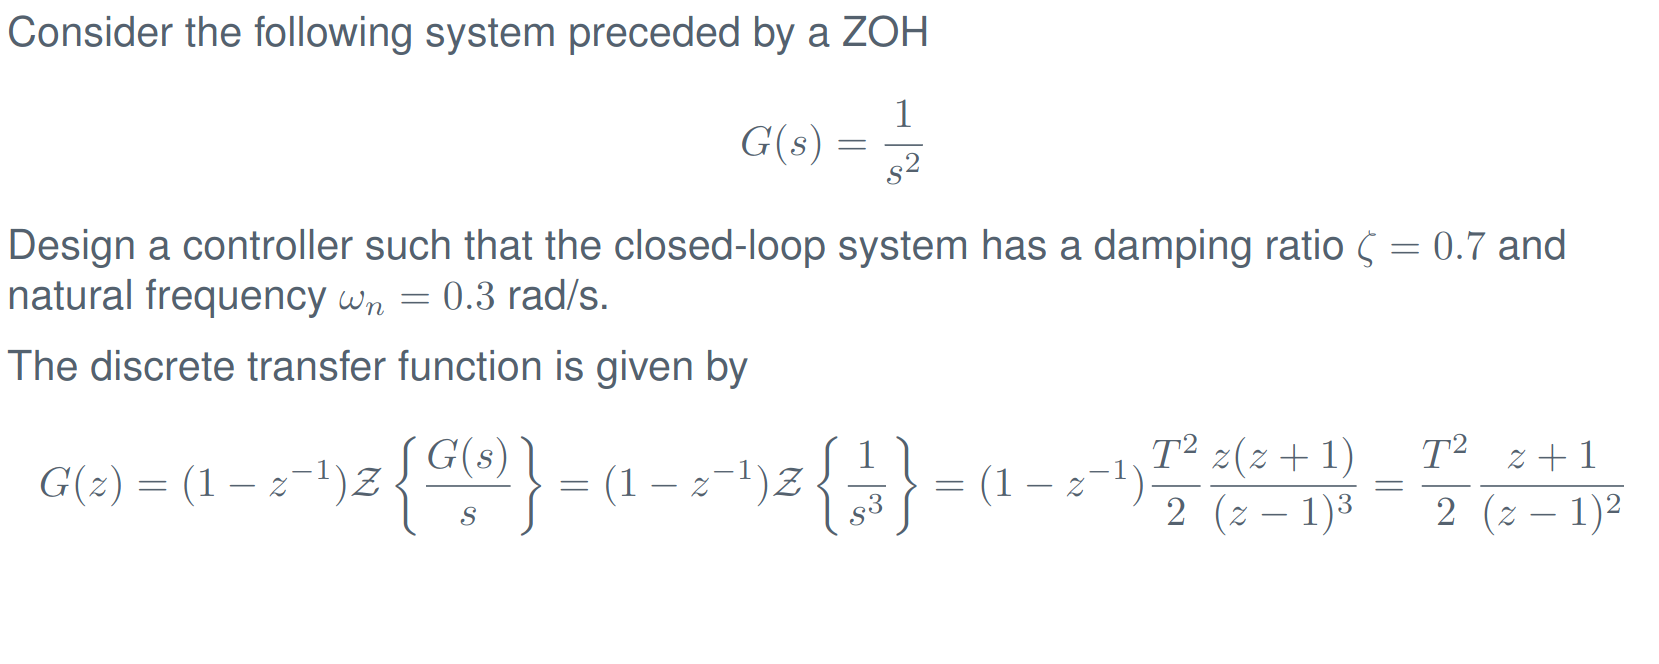 Consider the following system preceded by a ZOH
G(s) = \frac{1}{s^2}
Design a controller such that the closed-loop system has a damping ratio ζ = 0.7 and
natural frequency ω_n = 0.3 rad/s.
The discrete transfer function is given by
G(z) = (1 − z^{−1})\mathcal{Z}\left\{\frac{G(s)}{s}\right\} = (1 − z^{−1})\mathcal{Z}\left\{\frac{1}{s^3}\right\} = (1 − z^{−1})\frac{T^2}{2}\frac{z(z + 1)}{(z − 1)^3} = \frac{T^2}{2}\frac{z + 1}{(z − 1)^2}